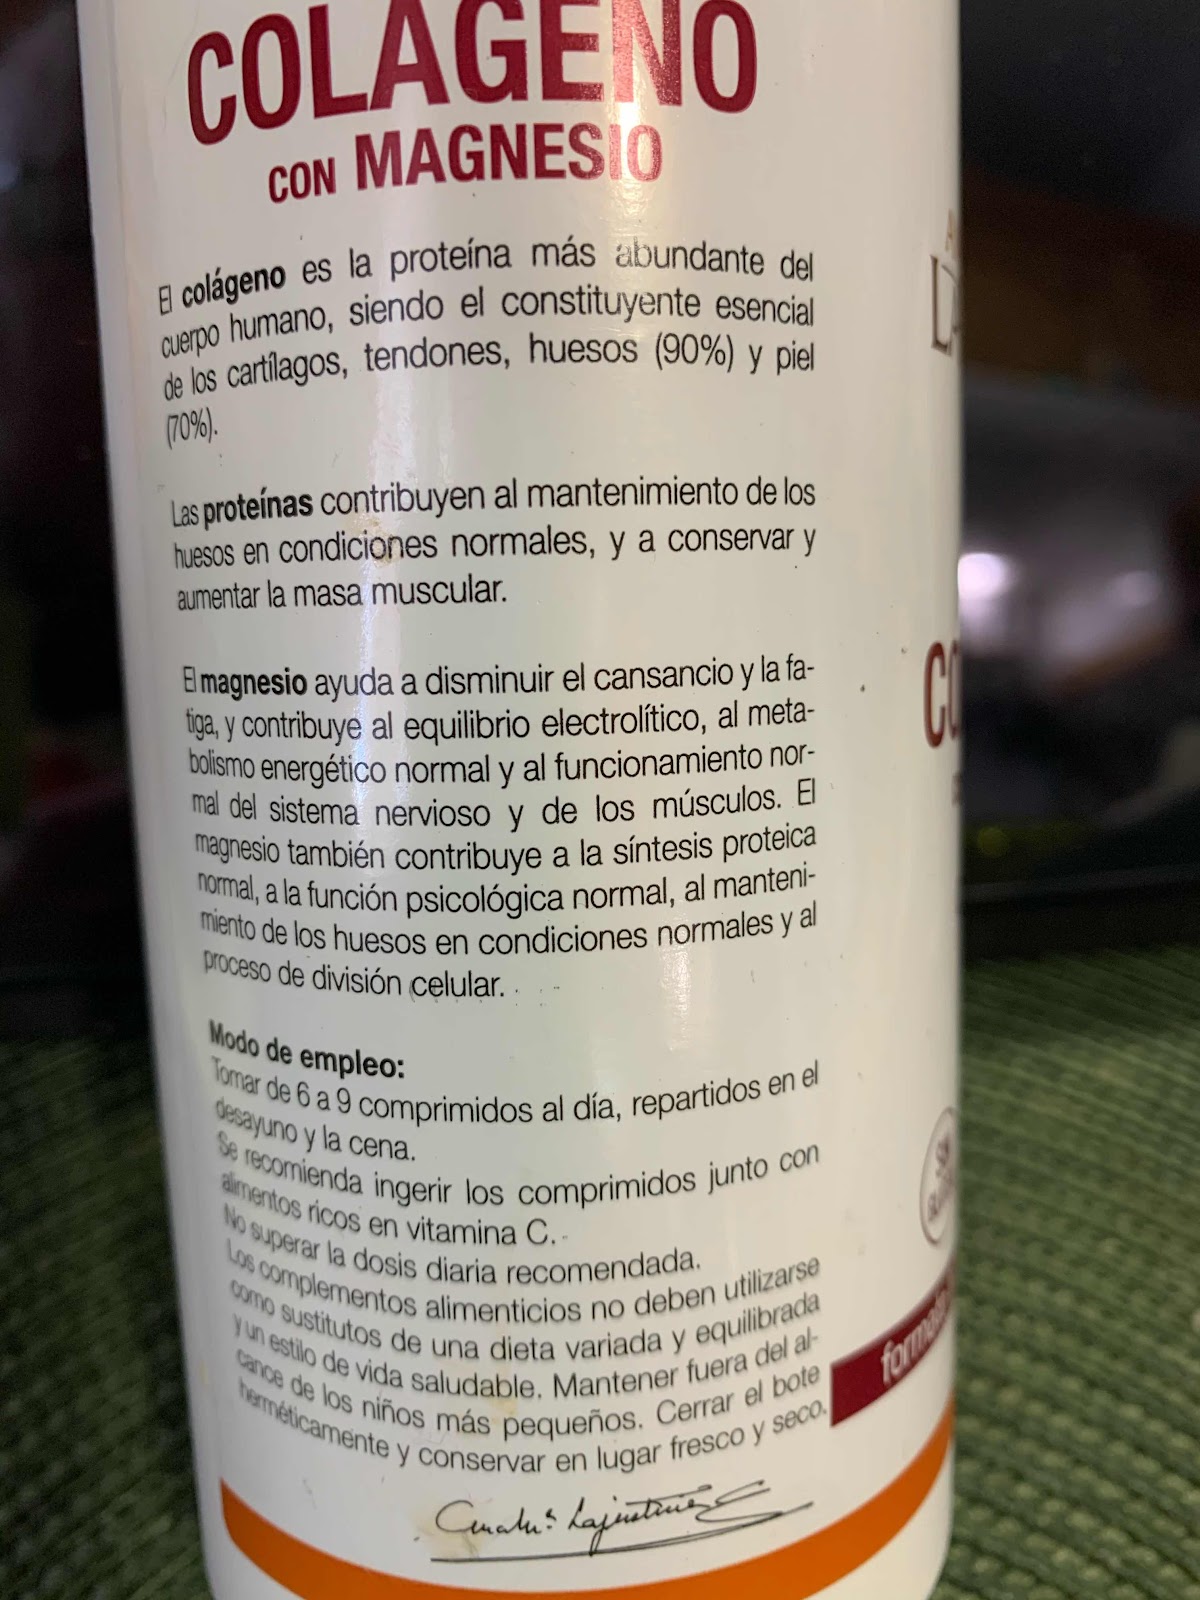 COLÁGENO
CON MAGNESIO
El colágeno es la proteína más abundante del
cuerpo humano, siendo el constituyente esencial
de los cartílagos, tendones, huesos (90%) y piel
(70%).
Las proteínas contribuyen al mantenimiento de los
huesos en condiciones normales, y a conservar y
aumentar la masa muscular.
El magnesio ayuda a disminuir el cansancio y la fa-
tiga, y contribuye al equilibrio electrolítico, al meta-
bolismo energético normal y al funcionamiento nor-
mal del sistema nervioso y de los músculos. El
magnesio también contribuye a la síntesis proteica
normal, a la función psicológica normal, al manteni-
miento de los huesos en condiciones normales y al
proceso de división celular.
Modo de empleo:
Tomar de 6 a 9 comprimidos al día, repartidos en el
desayuno y la cena.
Se recomienda ingerir los comprimidos junto con
alimentos ricos en vitamina C.
No superar la dosis diaria recomendada.
Los complementos alimenticios no deben utilizarse
como sustitutos de una dieta variada y equilibrada
y un estilo de vida saludable. Mantener fuera del al-
cance de los niños más pequeños. Cerrar el bote
herméticamente y conservar en lugar fresco y seco.
Ana Mª Lajusticia
SIN